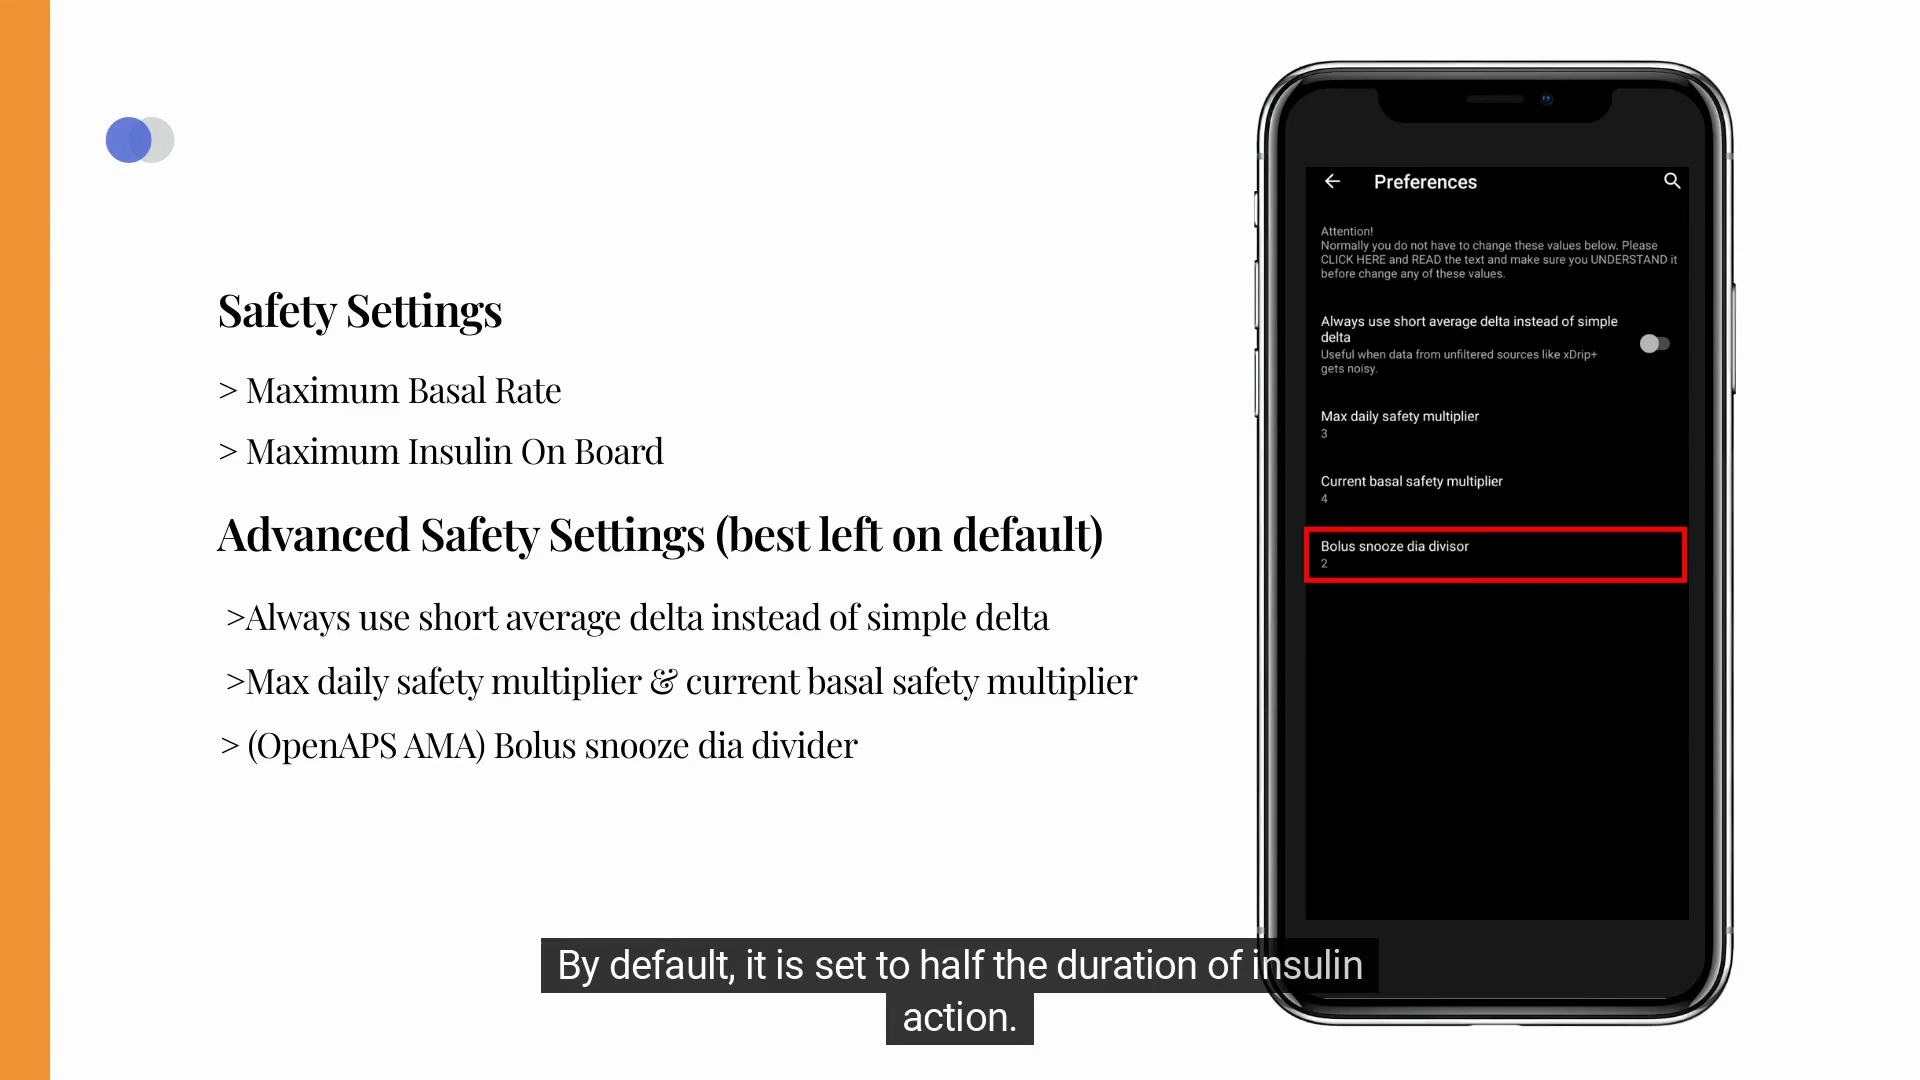 Safety Settings
> Maximum Basal Rate
> Maximum Insulin On Board
Advanced Safety Settings (best left on default)
>Always use short average delta instead of simple delta
>Max daily safety multiplier & current basal safety multiplier
> (OpenAPS AMA) Bolus snooze dia divider
Preferences
Attention!
Normally you do not have to change these values below. Please
CLICK HERE and READ the text and make sure you UNDERSTAND it
before change any of these values.
Always use short average delta instead of simple
delta
Useful when data from unfiltered sources like xDrip+
gets noisy.
Max daily safety multiplier
3
Current basal safety multiplier
4
Bolus snooze dia divisor
2
By default, it is set to half the duration of insulin
action.